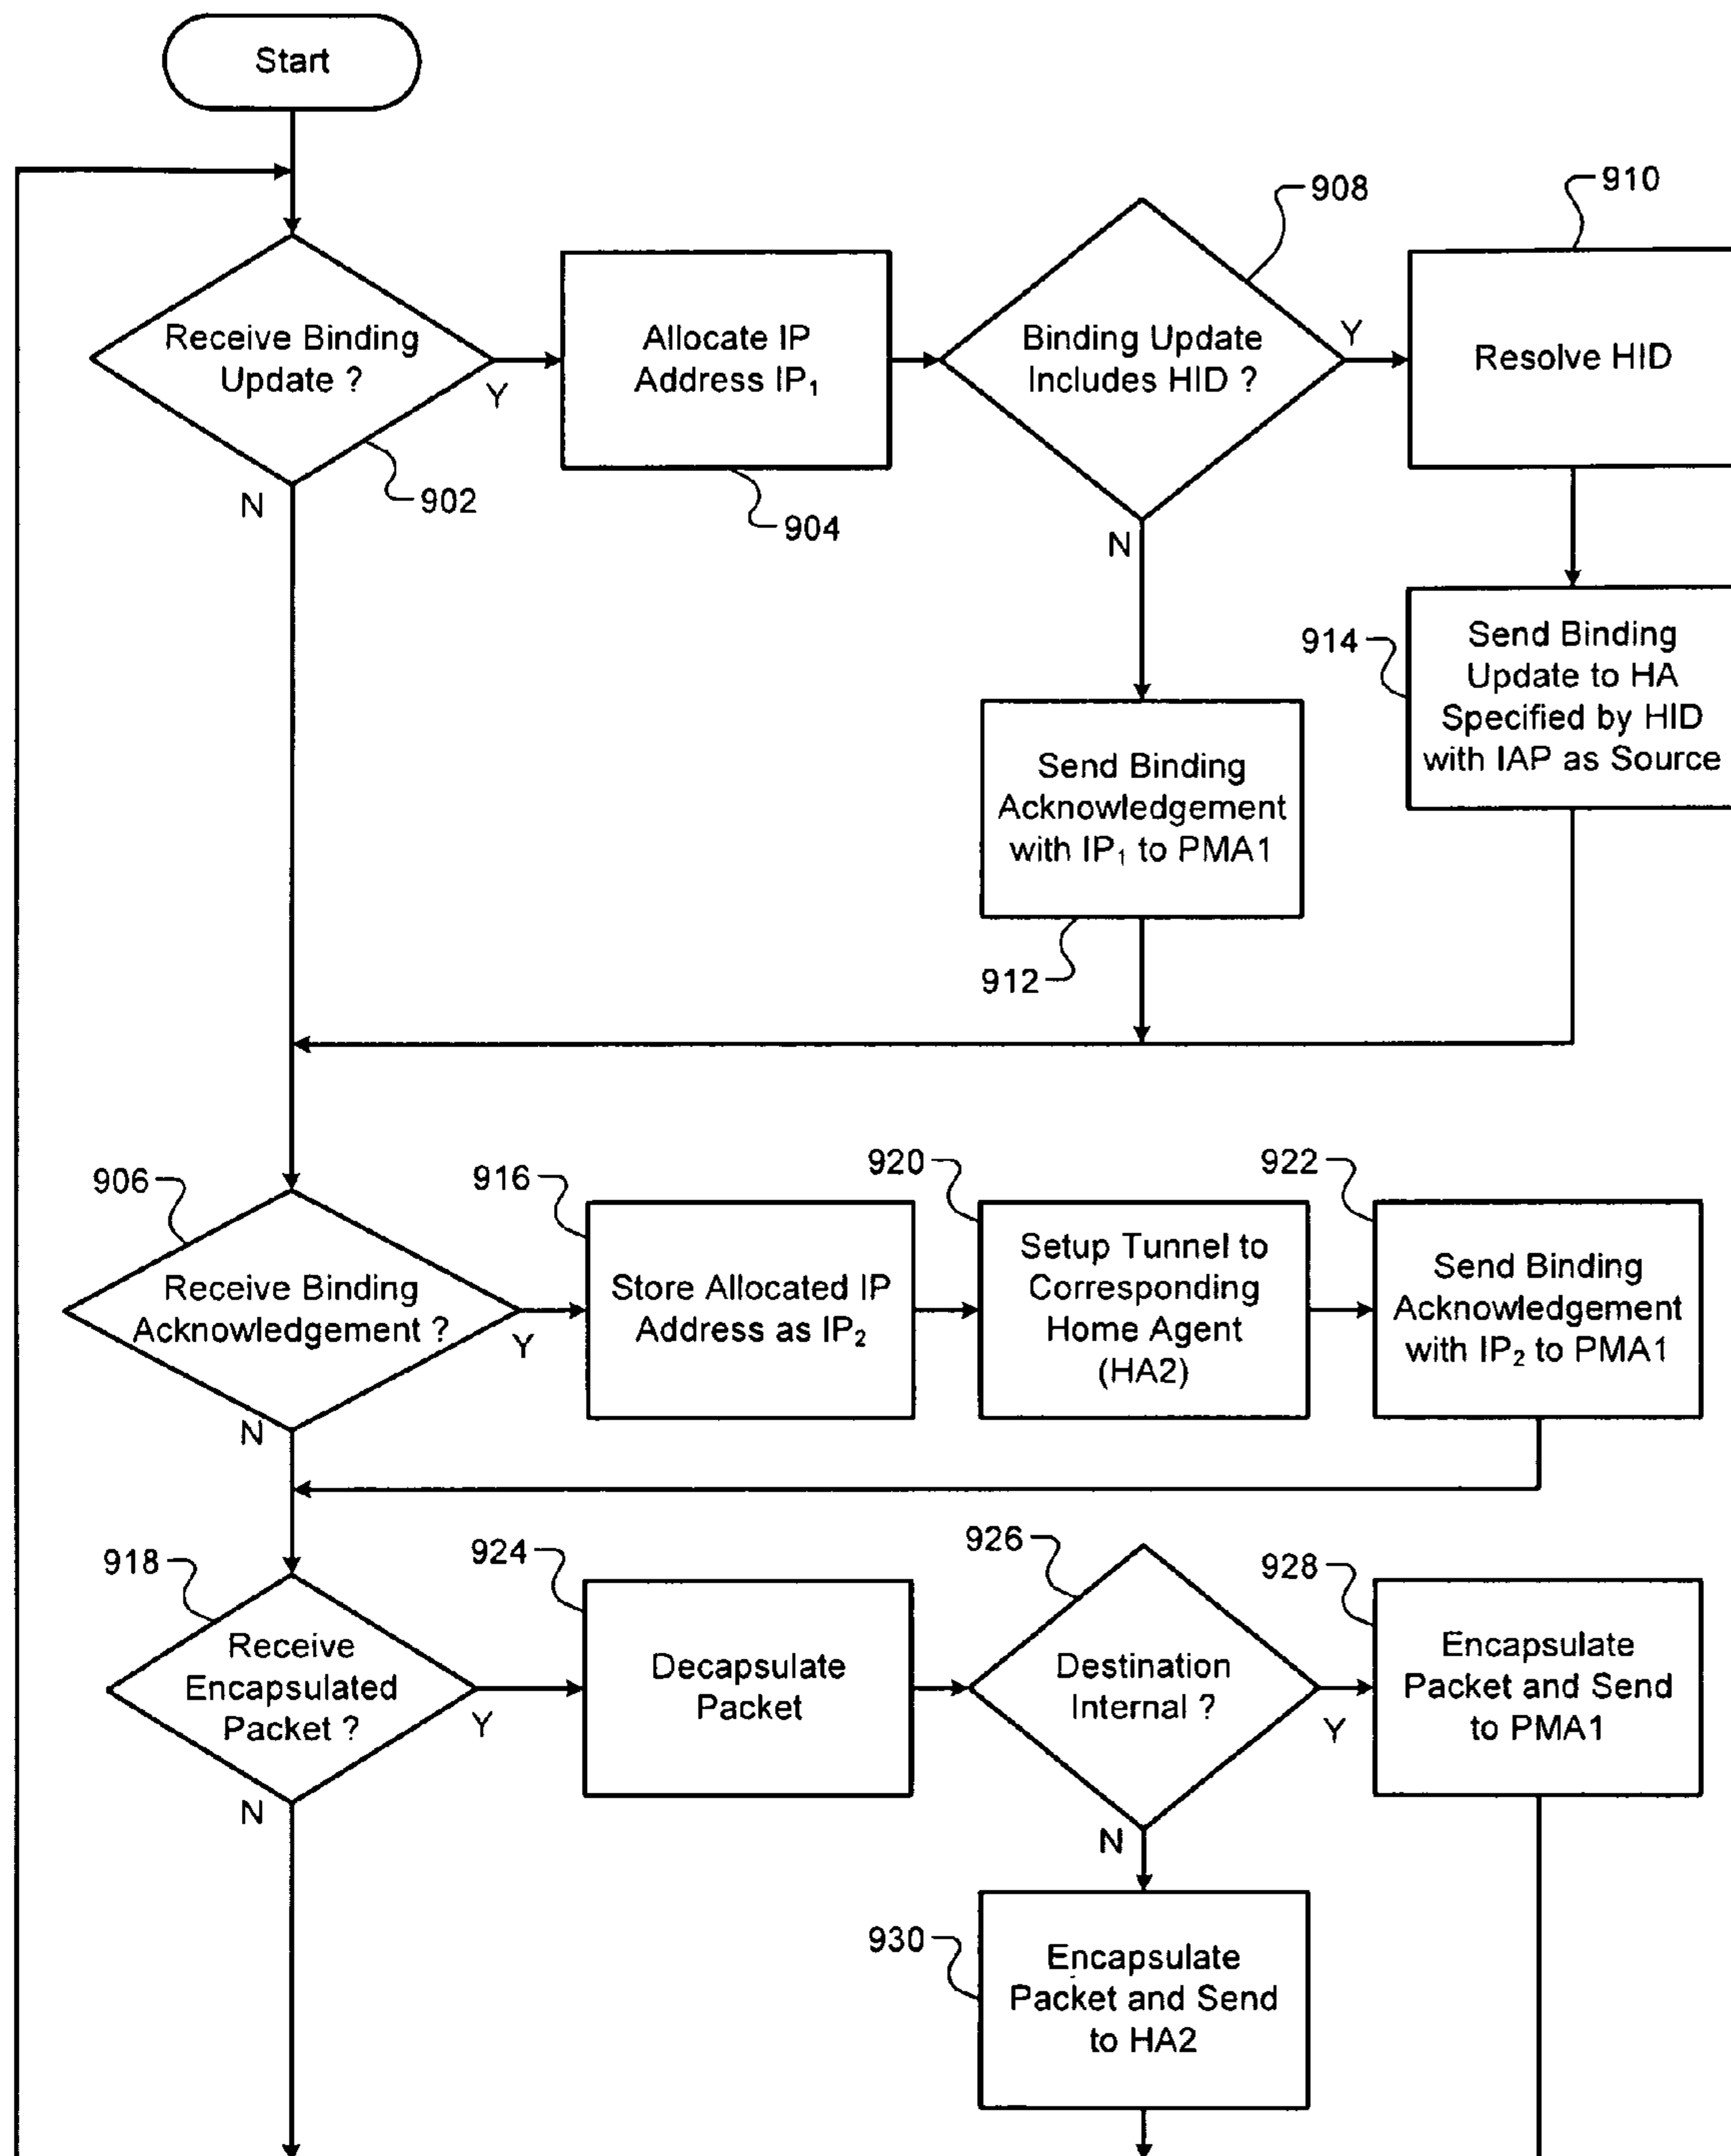 Start
908
910
Receive Binding
Update ?
Y
N
902
Allocate IP
Address IP₁
904
Binding Update
Includes HID ?
Y
N
Resolve HID
914
Send Binding
Update to HA
Specified by HID
with IAP as Source
Send Binding
Acknowledgement
with IP₁ to PMA1
912
906
Receive Binding
Acknowledgement ?
Y
N
916
Store Allocated IP
Address as IP₂
920
Setup Tunnel to
Corresponding
Home Agent
(HA2)
922
Send Binding
Acknowledgement
with IP₂ to PMA1
918
Receive
Encapsulated
Packet ?
Y
N
924
Decapsulate
Packet
926
Destination
Internal ?
Y
N
928
Encapsulate
Packet and Send
to PMA1
930
Encapsulate
Packet and Send
to HA2